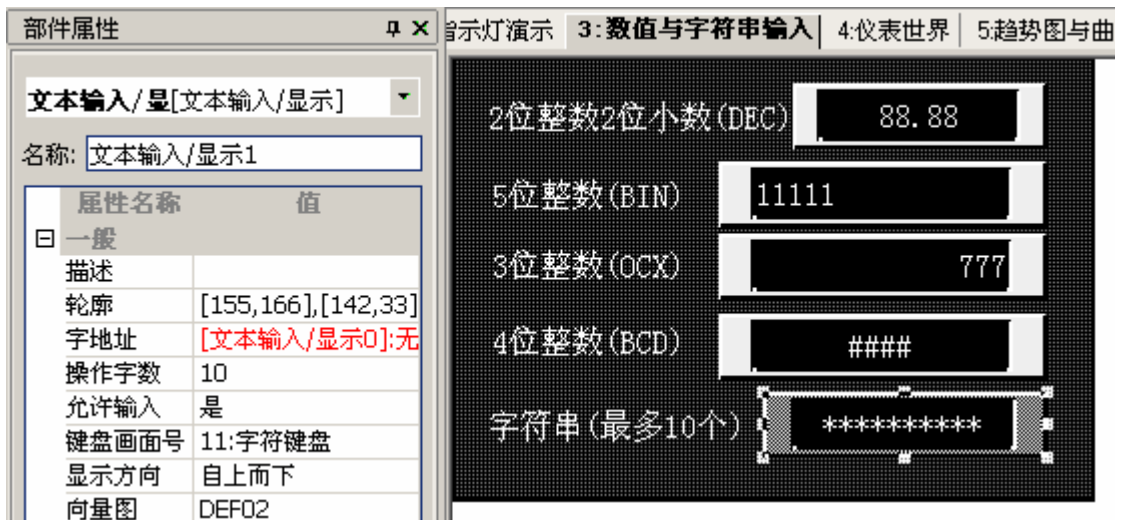 部件属性
指示灯演示 3:数值与字符串输入 4:仪表世界 5:趋势图与曲
文本输入/显[文本输入/显示]
名称: 文本输入/显示1
属性名称 值
一般
描述
轮廓 [155,166],[142,33]
字地址 [文本输入/显示0]:无
操作字数 10
允许输入 是
键盘画面号 11:字符键盘
显示方向 自上而下
向量图 DEF02
2位整数2位小数(DEC) 88.88
5位整数(BIN) 11111
3位整数(OCX) 777
4位整数(BCD) ####
字符串(最多10个) **********